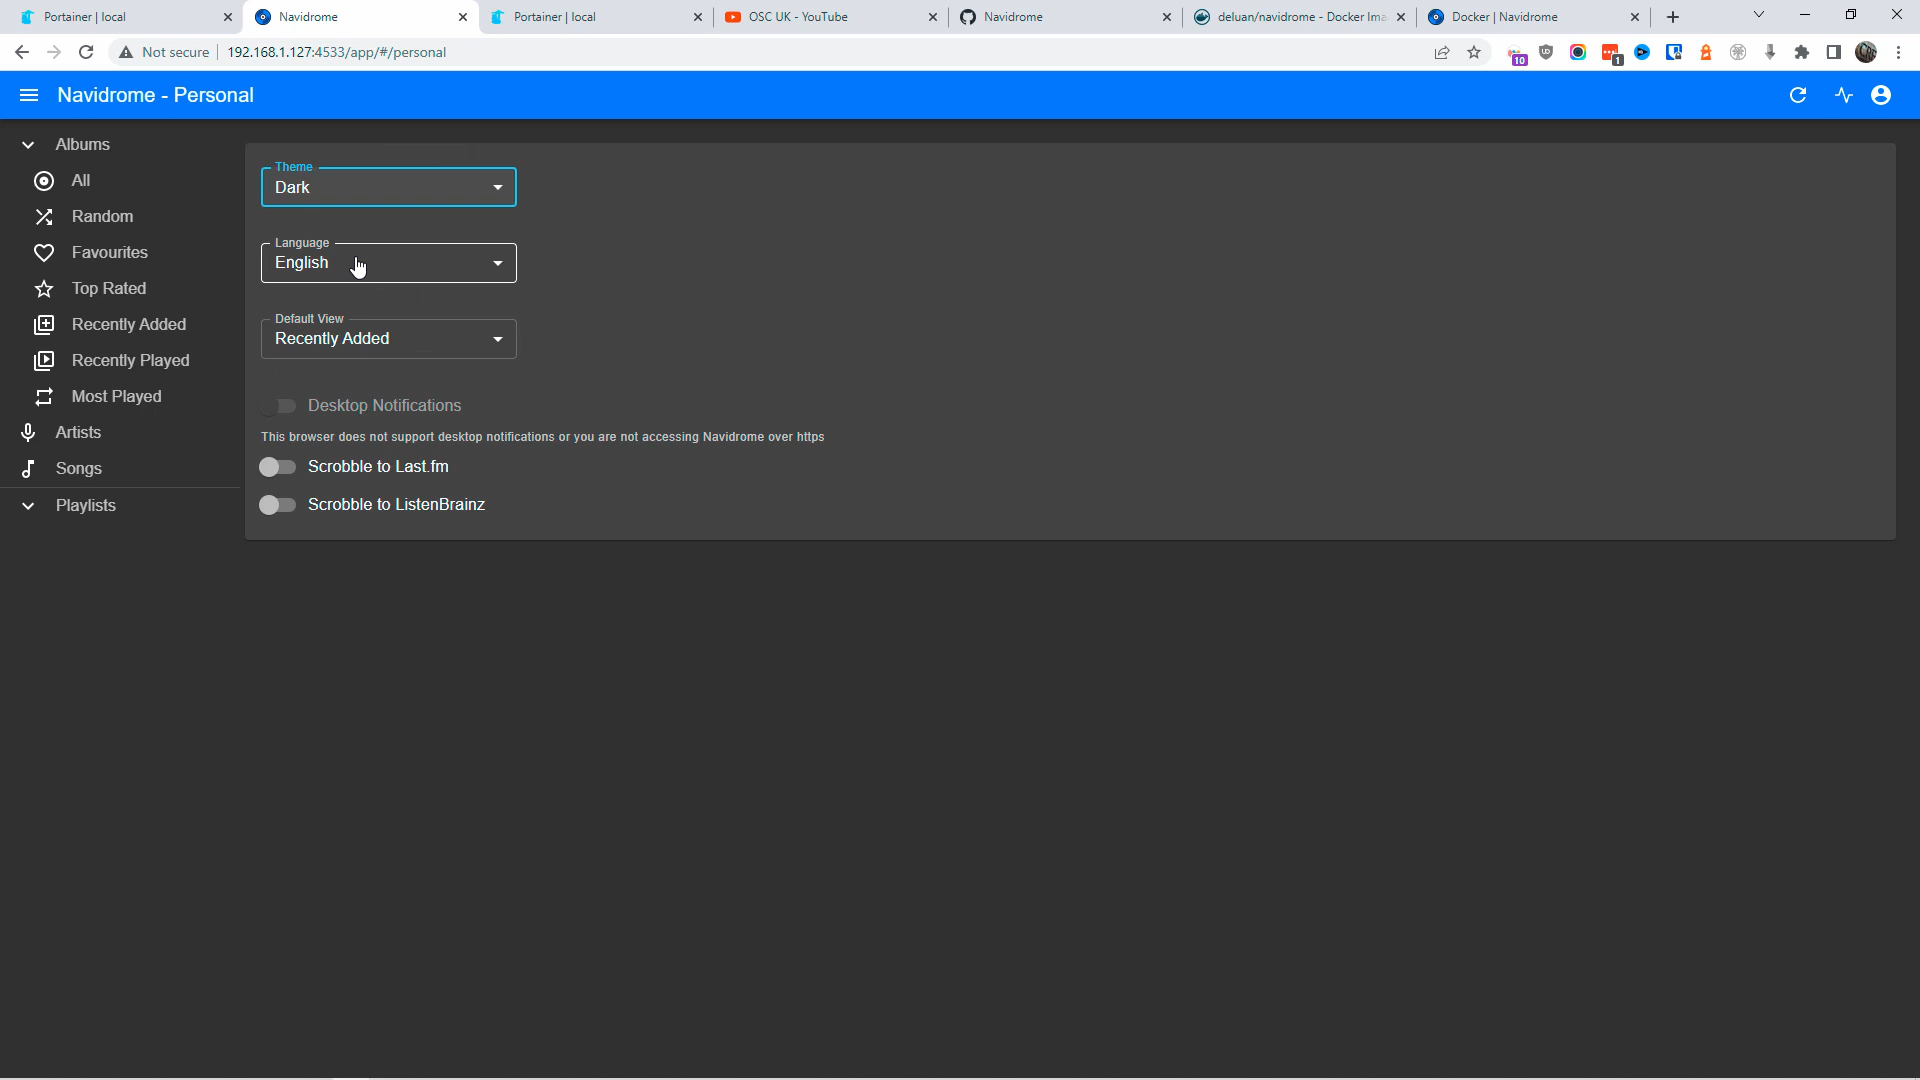 Portainer | local
Navidrome
Portainer | local
OSC UK - YouTube
Navidrome
deluan/navidrome - Docker Ima
Docker | Navidrome
Not secure
192.168.1.127:4533/app/#/personal
10
1
Navidrome - Personal
Albums
All
Random
Favourites
Top Rated
Recently Added
Recently Played
Most Played
Artists
Songs
Playlists
Theme
Dark
Language
English
Default View
Recently Added
Desktop Notifications
This browser does not support desktop notifications or you are not accessing Navidrome over https
Scrobble to Last.fm
Scrobble to ListenBrainz